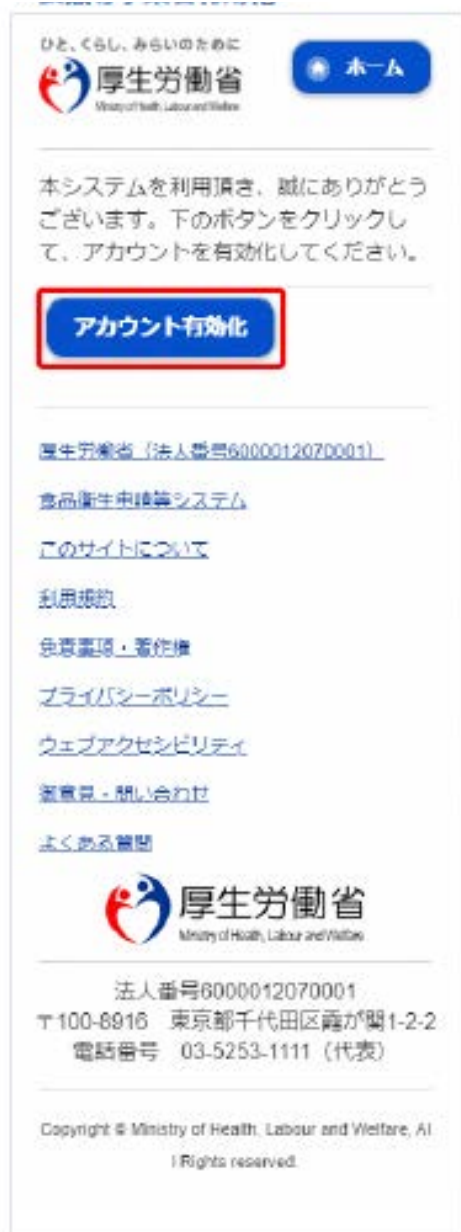 ひと、くらし、みらいのために
厚生労働省
Ministry of Health, Labour and Welfare
ホーム
本システムを利用頂き、誠にありがとう
ございます。下のボタンをクリックし
て、アカウントを有効化してください。
アカウント有効化
厚生労働省（法人番号6000012070001）
食品衛生申請等システム
このサイトについて
利用規約
免責事項・著作権
プライバシーポリシー
ウェブアクセシビリティ
御意見・問い合わせ
よくある質問
厚生労働省
Ministry of Health, Labour and Welfare
法人番号6000012070001
〒100-8916　東京都千代田区霞が関1-2-2
電話番号　03-5253-1111（代表）
Copyright © Ministry of Health, Labour and Welfare, Al
l Rights reserved.